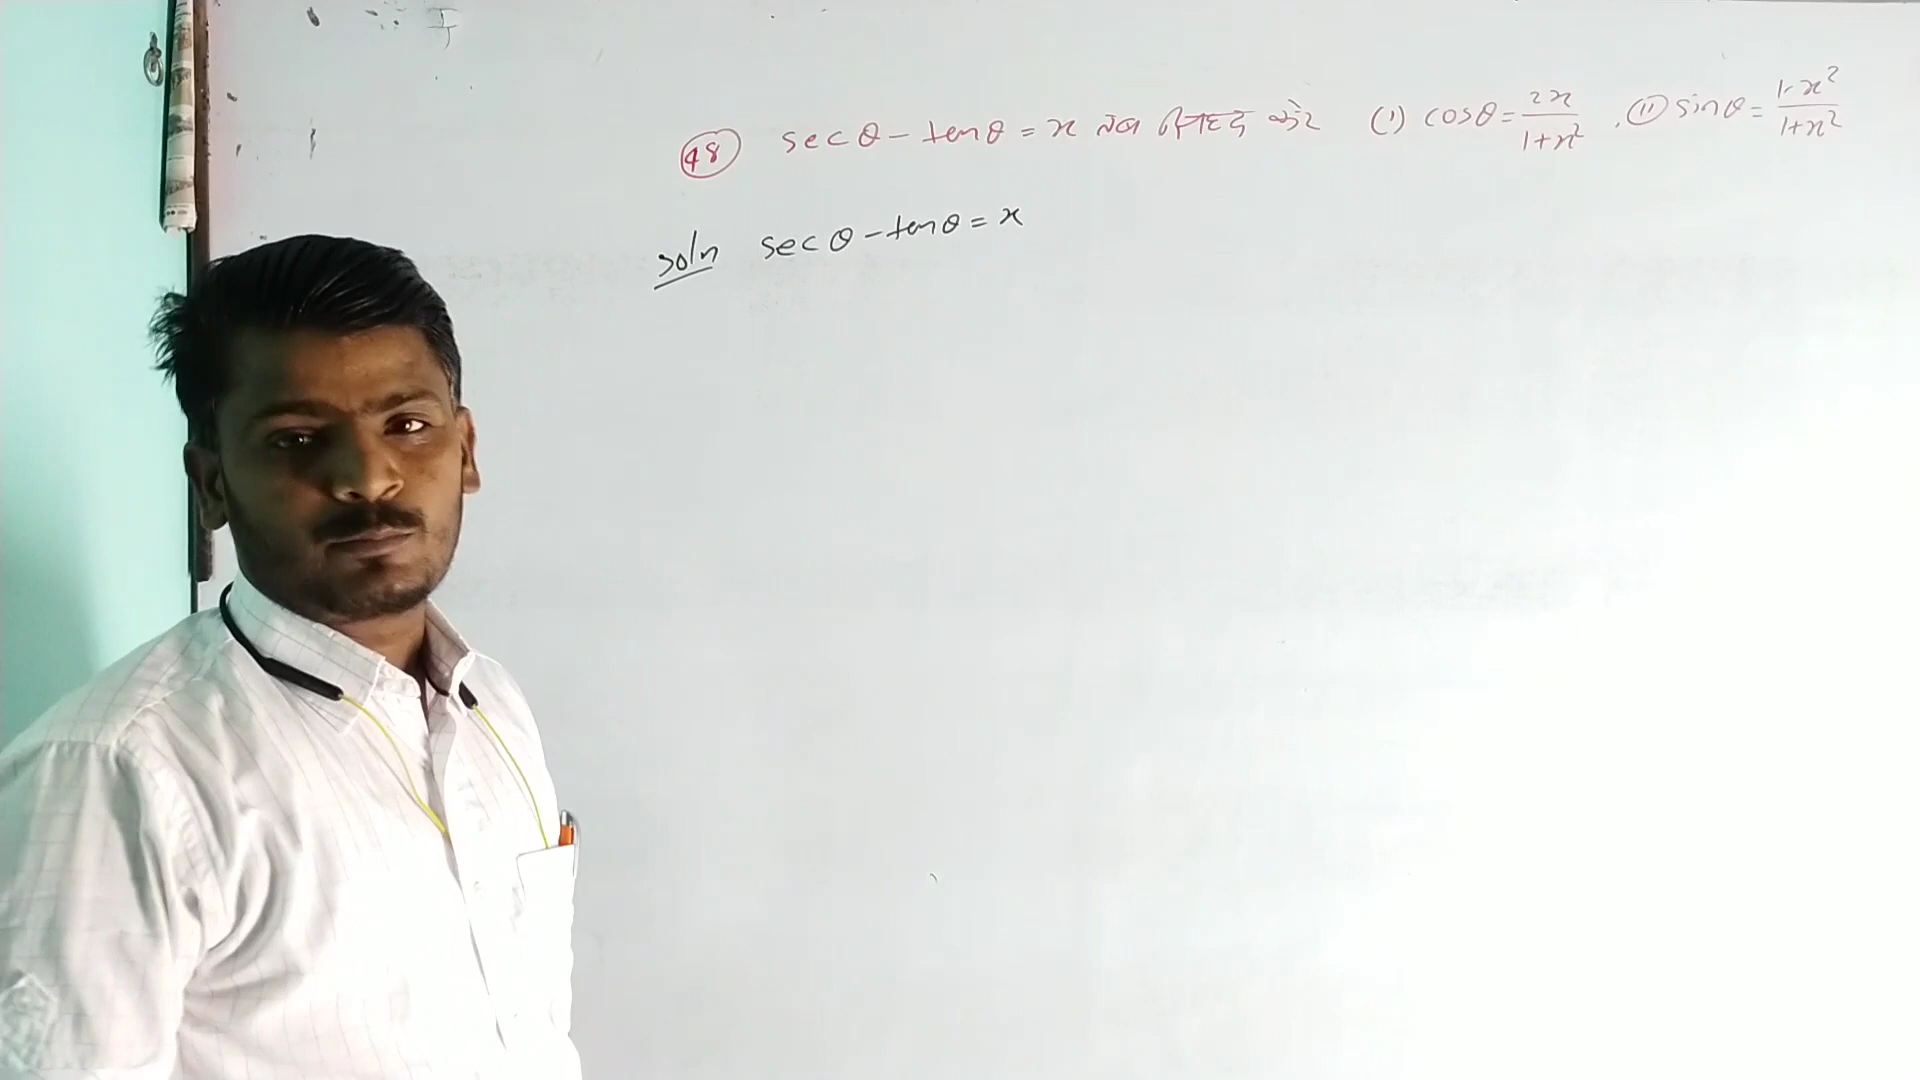 48 secθ - tanθ = x तब सिद्ध करें (i) cosθ = 2x/1+x² , (ii) sinθ = 1-x²/1+x²
soln secθ - tanθ = x